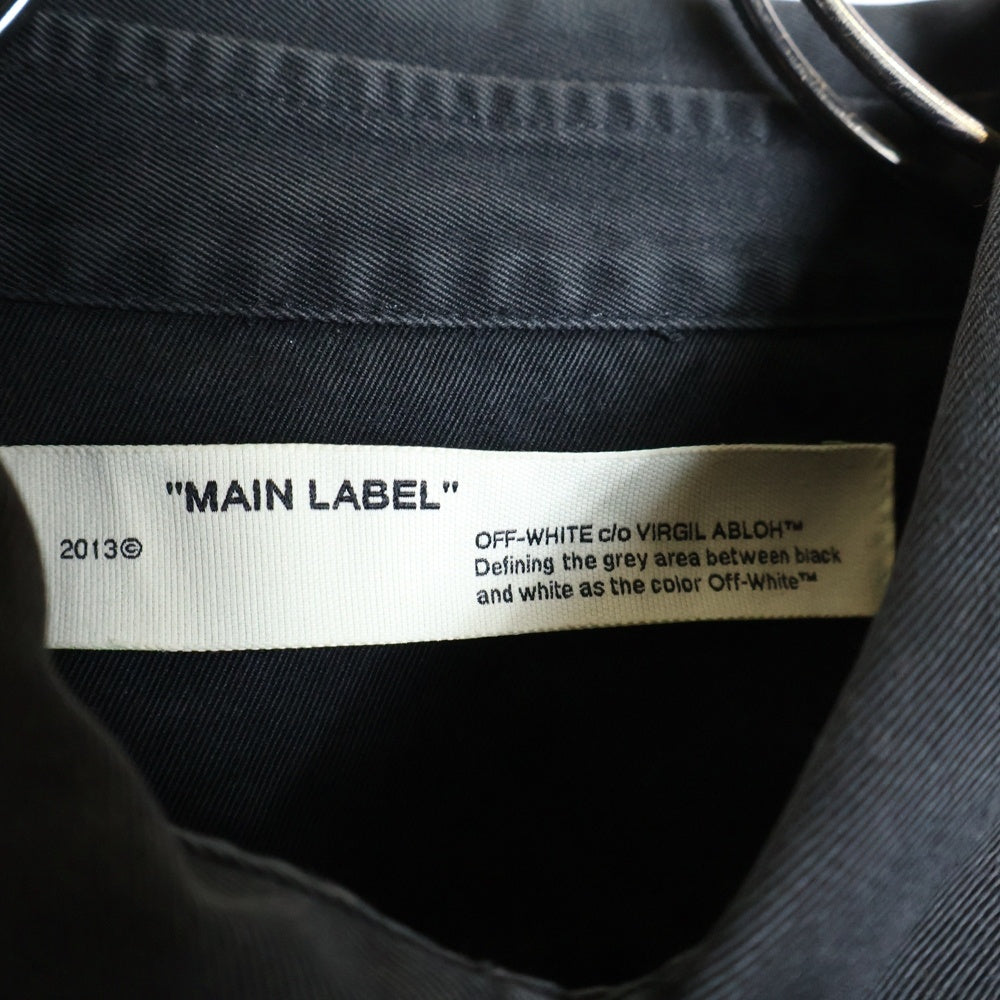 "MAIN LABEL"
2013©
OFF-WHITE c/o VIRGIL ABLOH™
Defining the grey area between black
and white as the color Off-White™